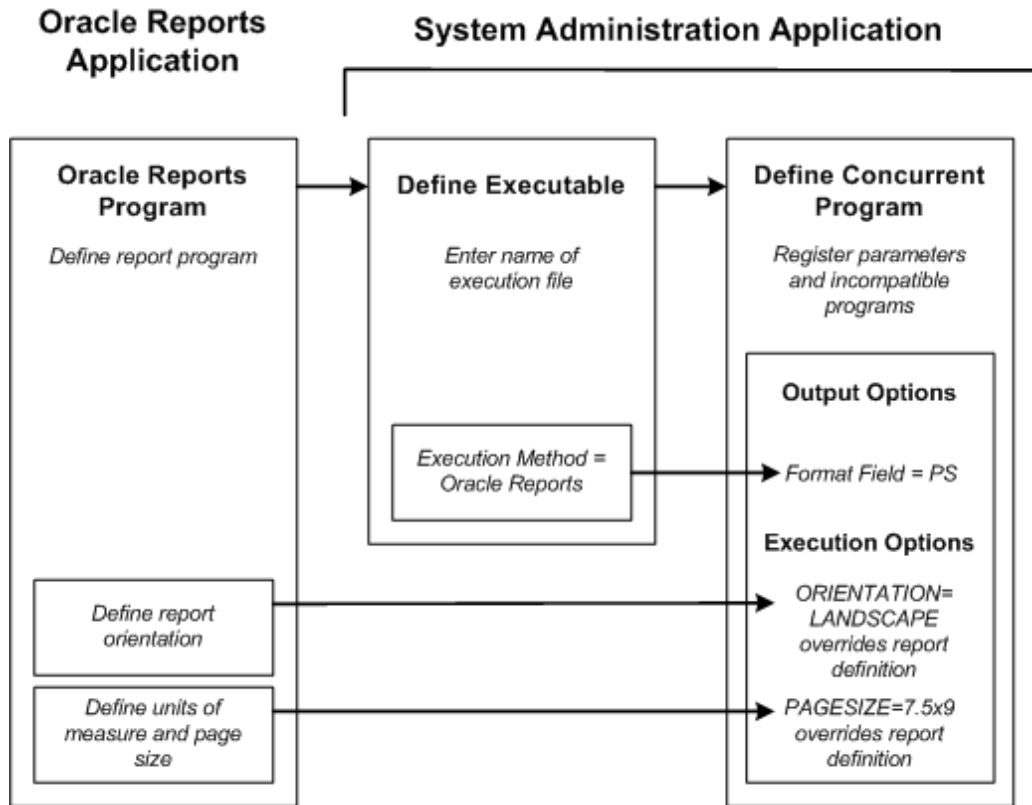 Oracle Reports
Application
System Administration Application
Oracle Reports
Program
Define report program
Define report
orientation
Define units of
measure and page
size
Define Executable
Enter name of
execution file
Execution Method =
Oracle Reports
Define Concurrent
Program
Register parameters
and incompatible
programs
Output Options
Format Field = PS
Execution Options
ORIENTATION=
LANDSCAPE
overrides report
definition
PAGESIZE=7.5x9
overrides report
definition